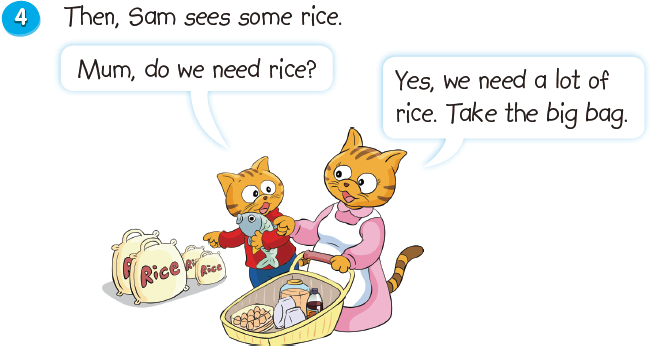 4 Then, Sam sees some rice.
Mum, do we need rice?
Yes, we need a lot of
rice. Take the big bag.
Rice
Rice